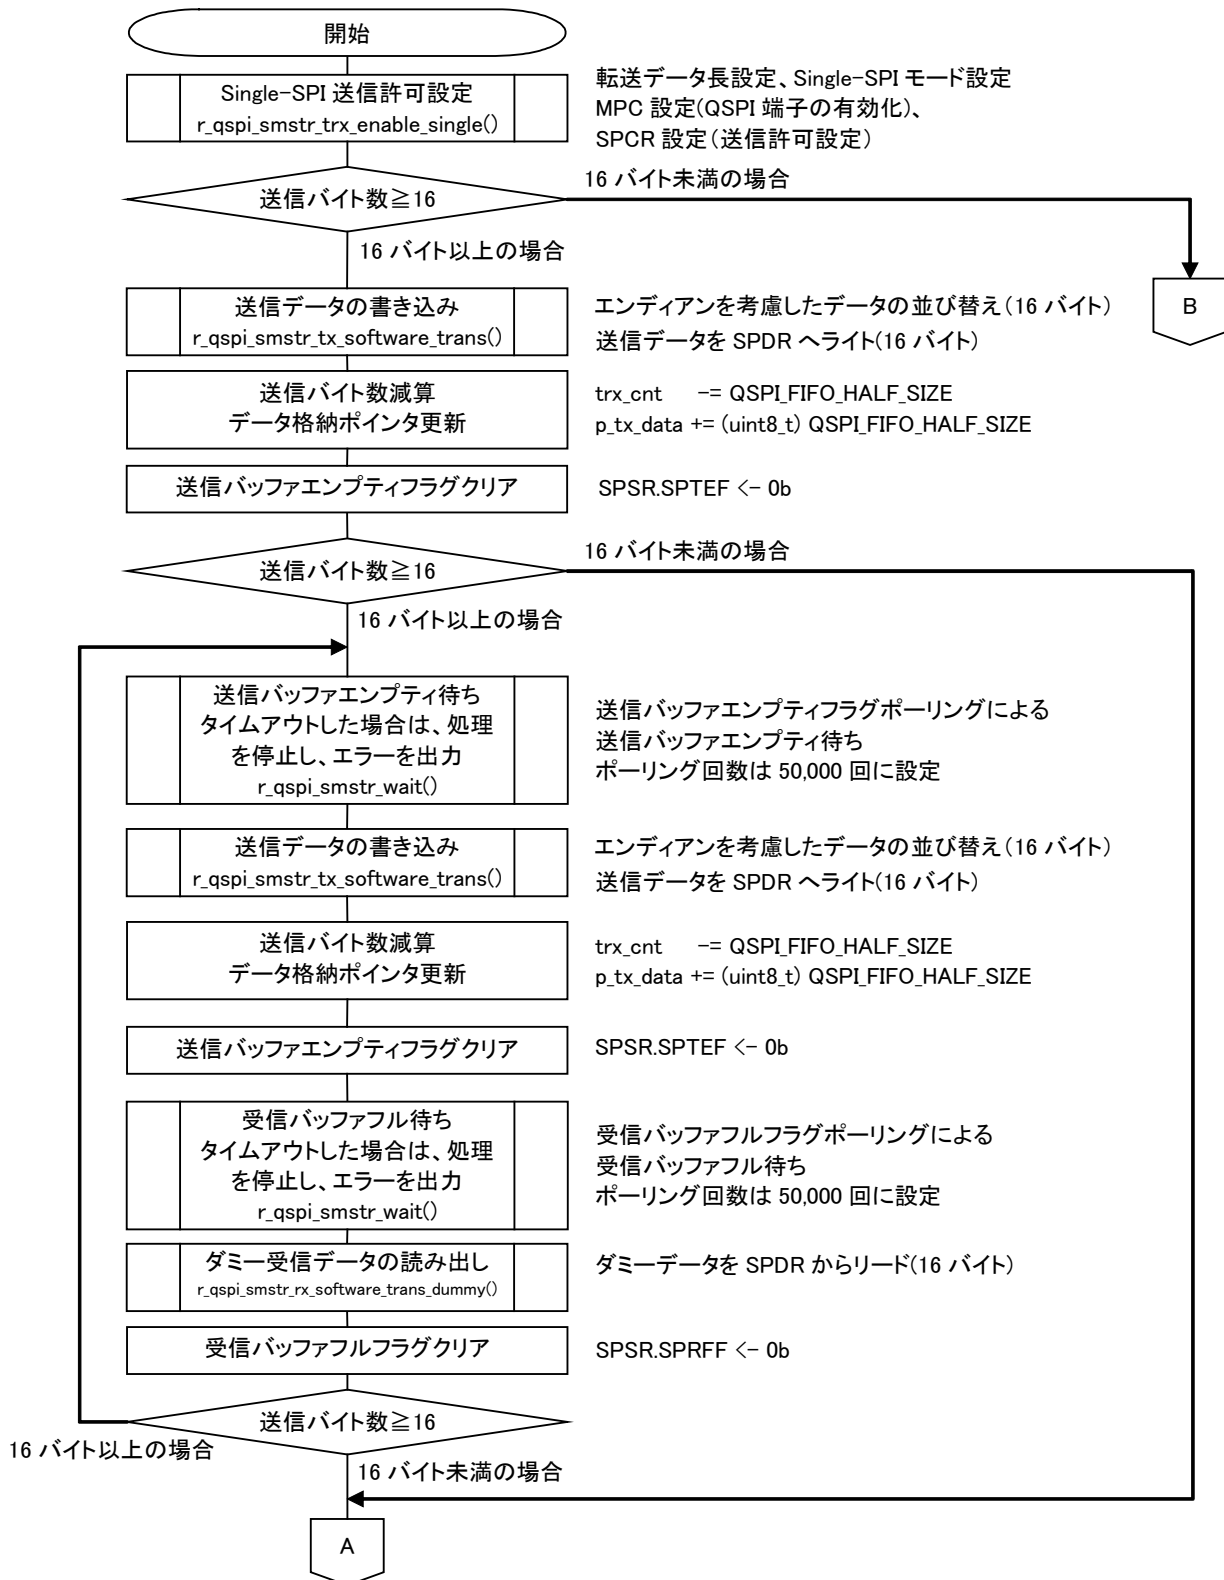 開始
Single-SPI 送信許可設定
r_qspi_smstr_trx_enable_single()
転送データ長設定、Single-SPI モード設定
MPC 設定(QSPI 端子の有効化)、
SPCR 設定(送信許可設定)
送信バイト数≧16
16 バイト未満の場合
16 バイト以上の場合
B
送信データの書き込み
r_qspi_smstr_tx_software_trans()
エンディアンを考慮したデータの並び替え(16 バイト)
送信データを SPDR へライト(16 バイト)
送信バイト数減算
データ格納ポインタ更新
trx_cnt -= QSPI_FIFO_HALF_SIZE
p_tx_data += (uint8_t) QSPI_FIFO_HALF_SIZE
送信バッファエンプティフラグクリア
SPSR.SPTEF <- 0b
送信バイト数≧16
16 バイト未満の場合
16 バイト以上の場合
送信バッファエンプティ待ち
タイムアウトした場合は、処理
を停止し、エラーを出力
r_qspi_smstr_wait()
送信バッファエンプティフラグポーリングによる
送信バッファエンプティ待ち
ポーリング回数は 50,000 回に設定
送信データの書き込み
r_qspi_smstr_tx_software_trans()
エンディアンを考慮したデータの並び替え(16 バイト)
送信データを SPDR へライト(16 バイト)
送信バイト数減算
データ格納ポインタ更新
trx_cnt -= QSPI_FIFO_HALF_SIZE
p_tx_data += (uint8_t) QSPI_FIFO_HALF_SIZE
送信バッファエンプティフラグクリア
SPSR.SPTEF <- 0b
受信バッファフル待ち
タイムアウトした場合は、処理
を停止し、エラーを出力
r_qspi_smstr_wait()
受信バッファフルフラグポーリングによる
受信バッファフル待ち
ポーリング回数は 50,000 回に設定
ダミー受信データの読み出し
r_qspi_smstr_rx_software_trans_dummy()
ダミーデータを SPDR からリード(16 バイト)
受信バッファフルフラグクリア
SPSR.SPRFF <- 0b
送信バイト数≧16
16 バイト以上の場合
16 バイト未満の場合
A